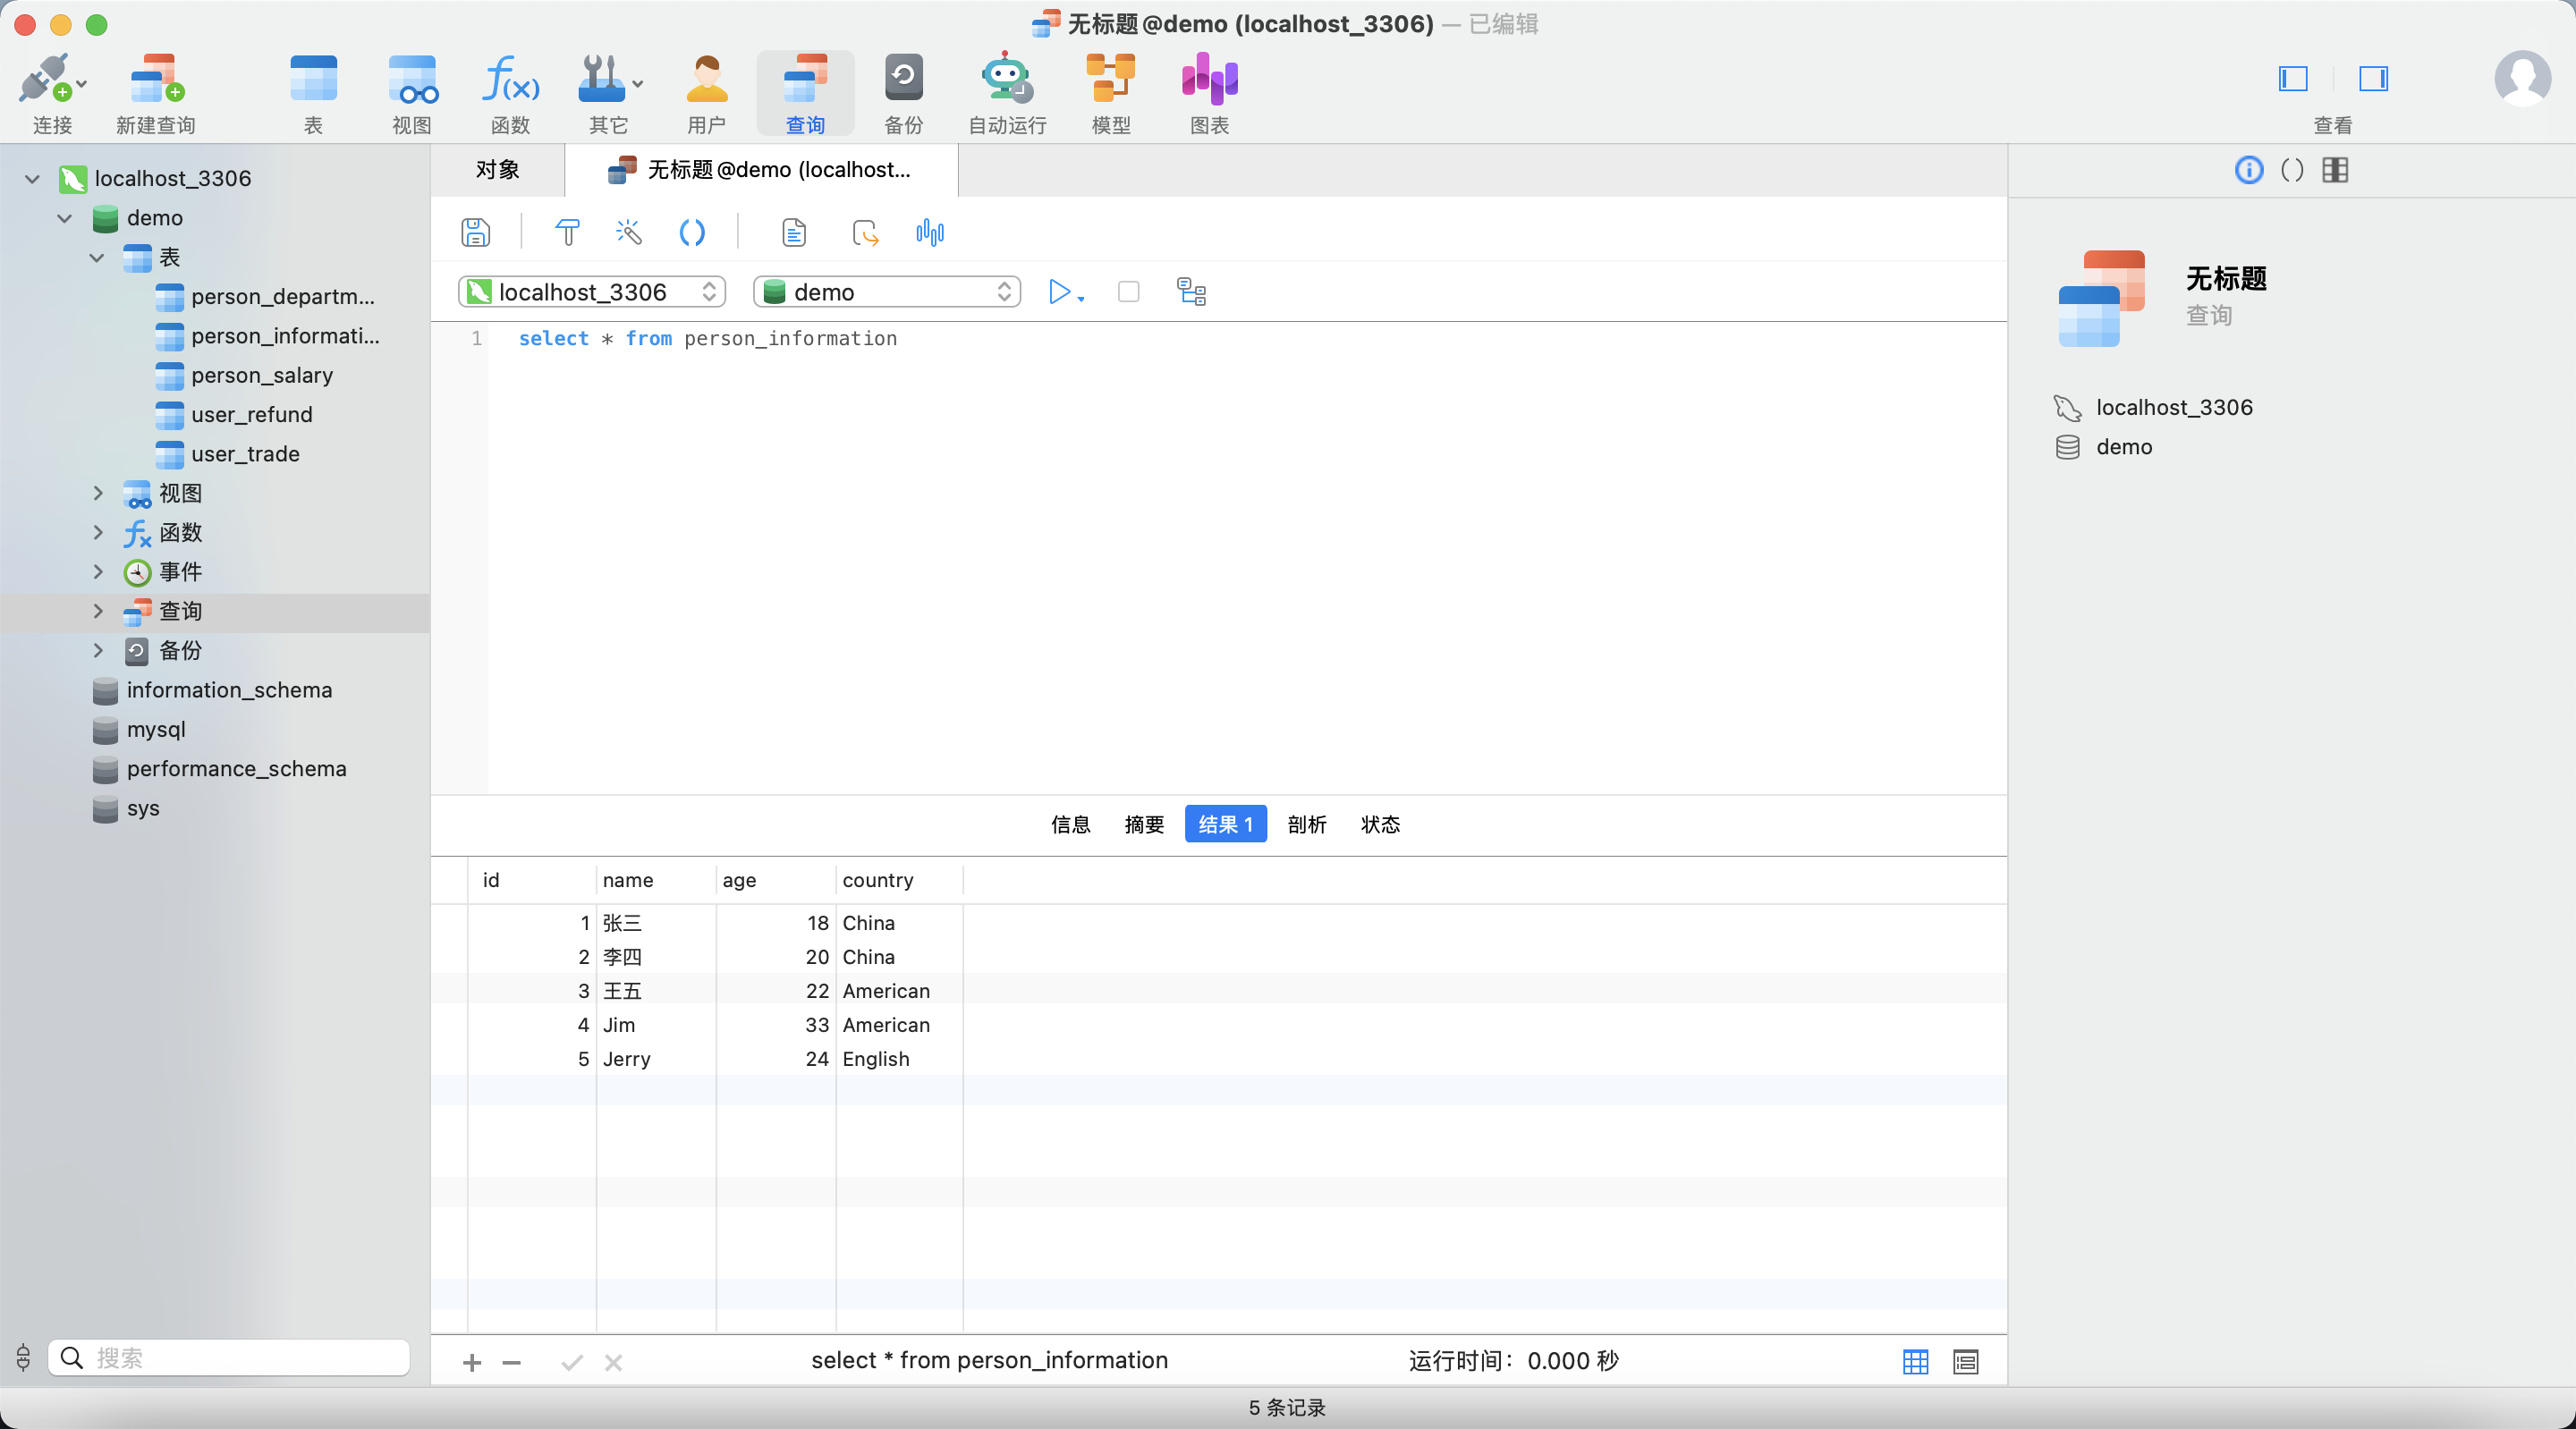 无标题@demo (localhost_3306) — 已编辑
连接 新建查询 表 视图 函数 其它 用户 查询 备份 自动运行 模型 图表 查看
localhost_3306
demo
表
person_departm...
person_informati...
person_salary
user_refund
user_trade
视图
函数
事件
查询
备份
information_schema
mysql
performance_schema
sys
搜索
对象 无标题@demo (localhost...
localhost_3306 demo
1 select * from person_information
信息 摘要 结果 1 剖析 状态
id name age country
1 张三 18 China
2 李四 20 China
3 王五 22 American
4 Jim 33 American
5 Jerry 24 English
select * from person_information 运行时间：0.000 秒
无标题
查询
localhost_3306
demo
5 条记录